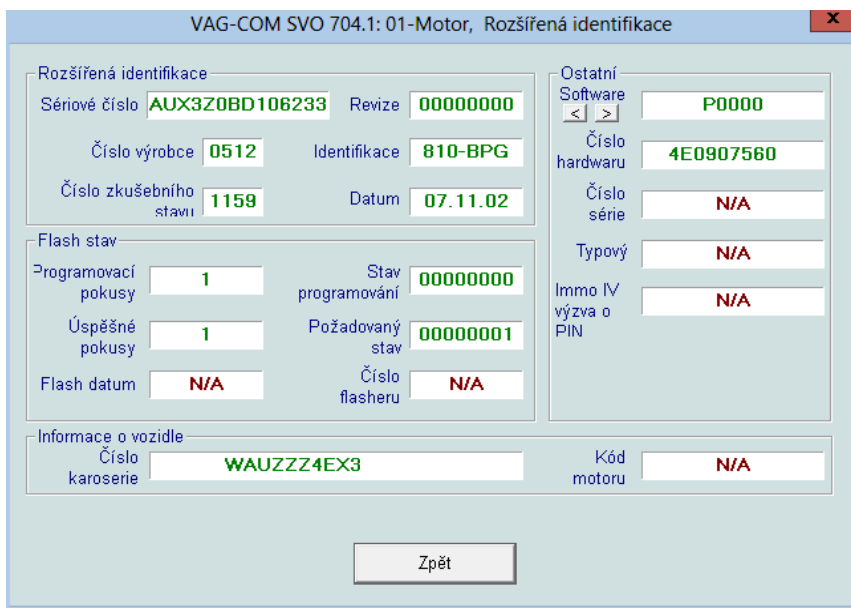 VAG-COM SVO 704.1: 01-Motor, Rozšířená identifikace
x
Rozšířená identifikace
Sériové číslo AUX3Z0BD106233 Revize 00000000
Číslo výrobce 0512 Identifikace 810-BPG
Číslo zkušebního stavu 1159 Datum 07.11.02
Flash stav
Programovací pokusy 1 Stav programování 00000000
Úspěšné pokusy 1 Požadovaný stav 00000001
Flash datum N/A Číslo flasheru N/A
Ostatní
Software < > P0000
Číslo hardwaru 4E0907560
Číslo série N/A
Typový N/A
Immo IV výzva o PIN N/A
Informace o vozidle
Číslo karoserie WAUZZZ4EX3 Kód motoru N/A
Zpět